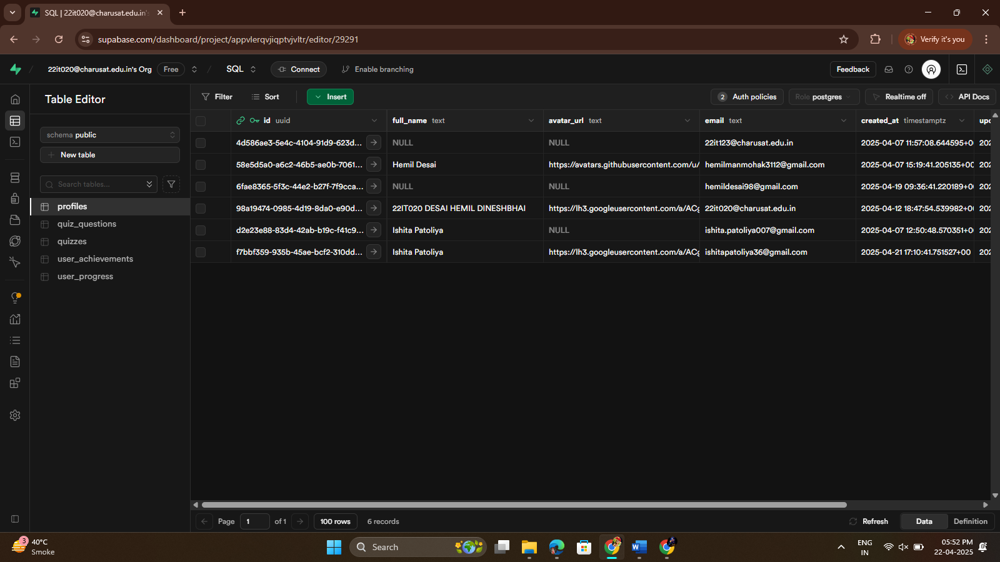 SQL | 22it020@charusat.edu.in's
supabase.com/dashboard/project/appvlerqvjiqptvjvltr/editor/29291
Verify it's you
22it020@charusat.edu.in's Org Free / SQL Connect Enable branching
Feedback
Table Editor
Filter Sort Insert 2 Auth policies Role postgres Realtime off API Docs
schema public
New table
Search tables...
profiles
quiz_questions
quizzes
user_achievements
user_progress
id uuid full_name text avatar_url text email text created_at timestamptz
4d586ae3-5e4c-4104-91d9-623d... NULL NULL 22it123@charusat.edu.in 2025-04-07 11:57:08.644595+0
58e5d5a0-a6c2-46b5-ae0b-7061... Hemil Desai https://avatars.githubusercontent.com/u/ hemilmanmohak3112@gmail.com 2025-04-07 15:19:41.205135+00
6fae8365-5f3c-44e2-b27f-7f9cca... NULL NULL hemildesai98@gmail.com 2025-04-19 09:36:41.220189+0
98a19474-0985-4d19-8da0-e90d... 22IT020 DESAI HEMIL DINESHBHAI https://lh3.googleusercontent.com/a/ACg 22it020@charusat.edu.in 2025-04-12 18:47:54.539982+0
d2e23e88-83d4-42ab-b19c-f41c9... Ishita Patoliya NULL ishita.patoliya007@gmail.com 2025-04-07 12:50:48.570351+0
f7bbf359-935b-45ae-bcf2-310dd... Ishita Patoliya https://lh3.googleusercontent.com/a/ACg ishitapatoliya36@gmail.com 2025-04-21 17:10:41.751527+00
Page 1 of 1 100 rows 6 records Refresh Data Definition
3
40°C
Smoke
Search
ENG
IN
05:52 PM
22-04-2025